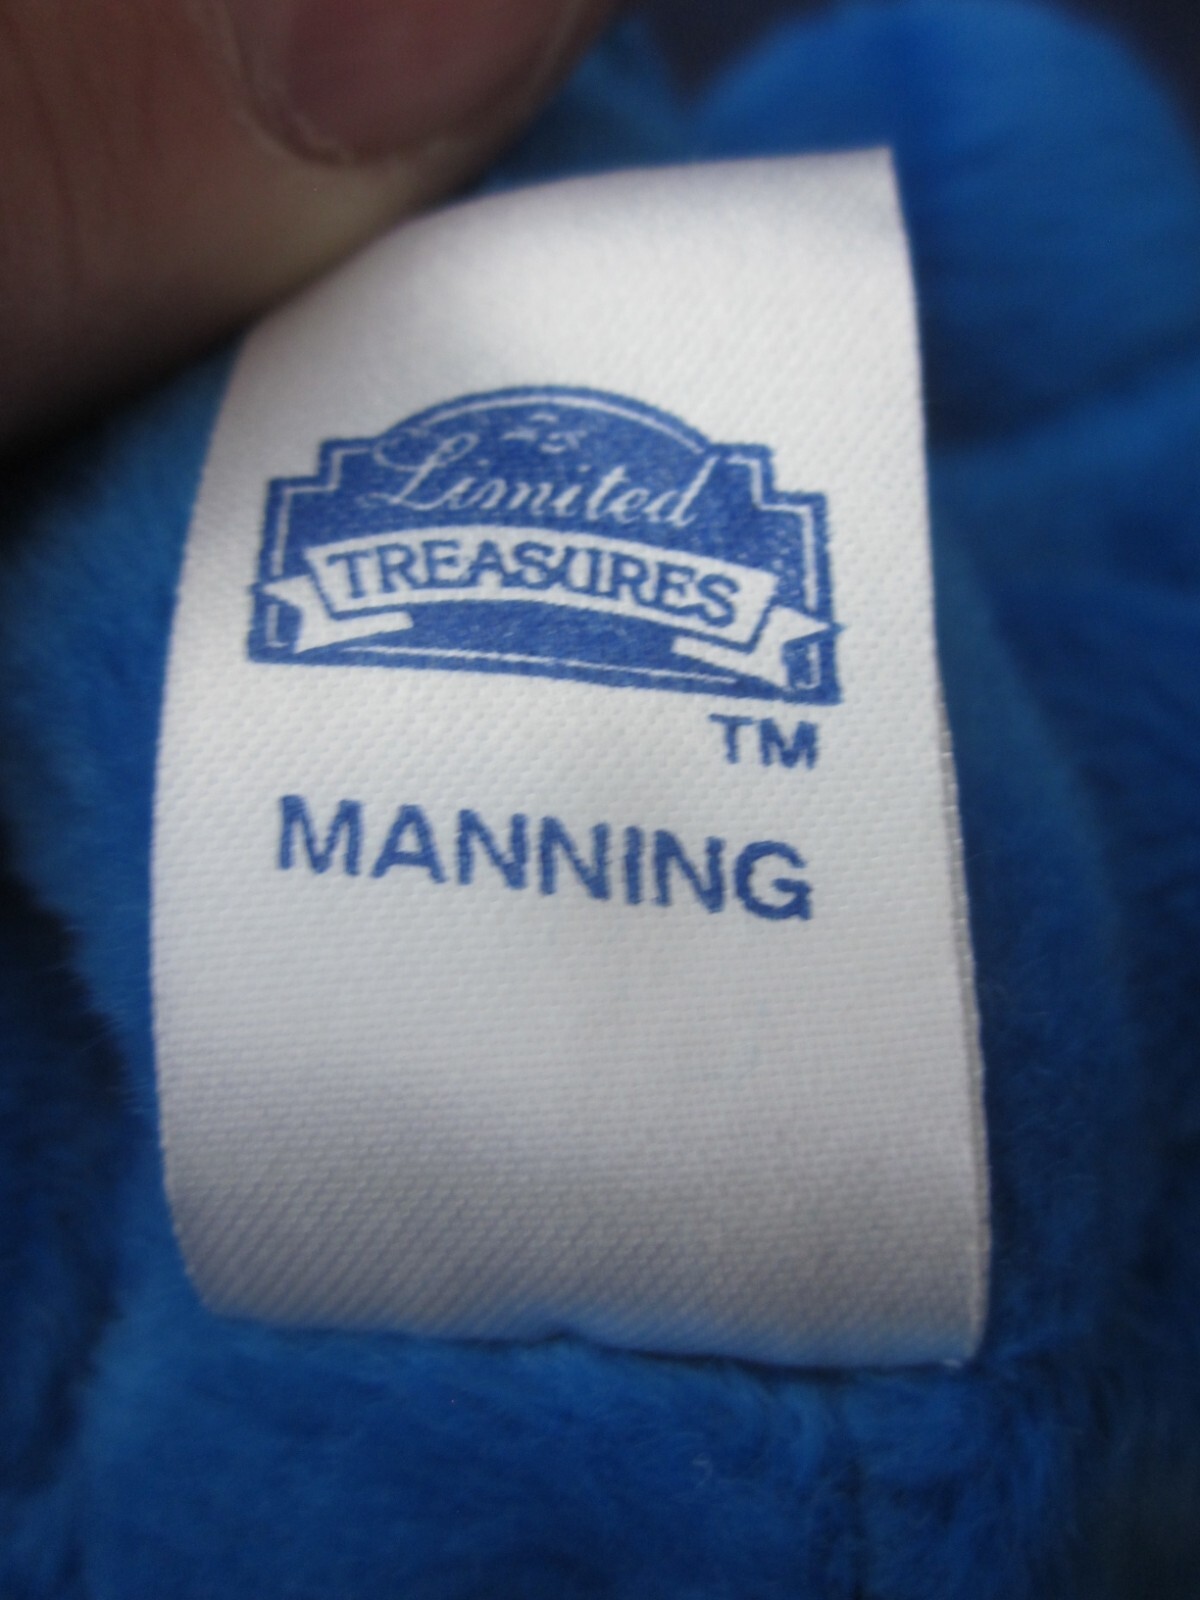 Limited
TREASURES
TM
MANNING